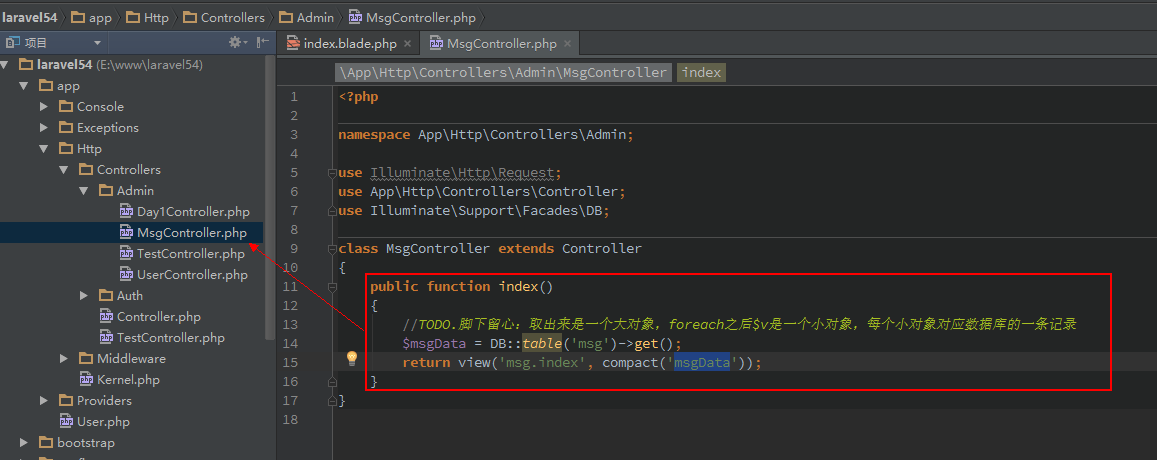 laravel54 app Http Controllers Admin MsgController.php
项目
index.blade.php MsgController.php
laravel54 (E:\www\laravel54)
app
Console
Exceptions
Http
Controllers
Admin
Day1Controller.php
MsgController.php
TestController.php
UserController.php
Auth
Controller.php
TestController.php
Middleware
Kernel.php
Providers
User.php
bootstrap
\App\Http\Controllers\Admin\MsgController index
1 <?php
2
3 namespace App\Http\Controllers\Admin;
4
5 use Illuminate\Http\Request;
6 use App\Http\Controllers\Controller;
7 use Illuminate\Support\Facades\DB;
8
9 class MsgController extends Controller
10 {
11 public function index()
12 {
13 //TODO.脚下留心：取出来是一个大对象，foreach之后$v是一个小对象，每个小对象对应数据库的一条记录
14 $msgData = DB::table('msg')->get();
15 return view('msg.index', compact('msgData'));
16 }
17 }
18